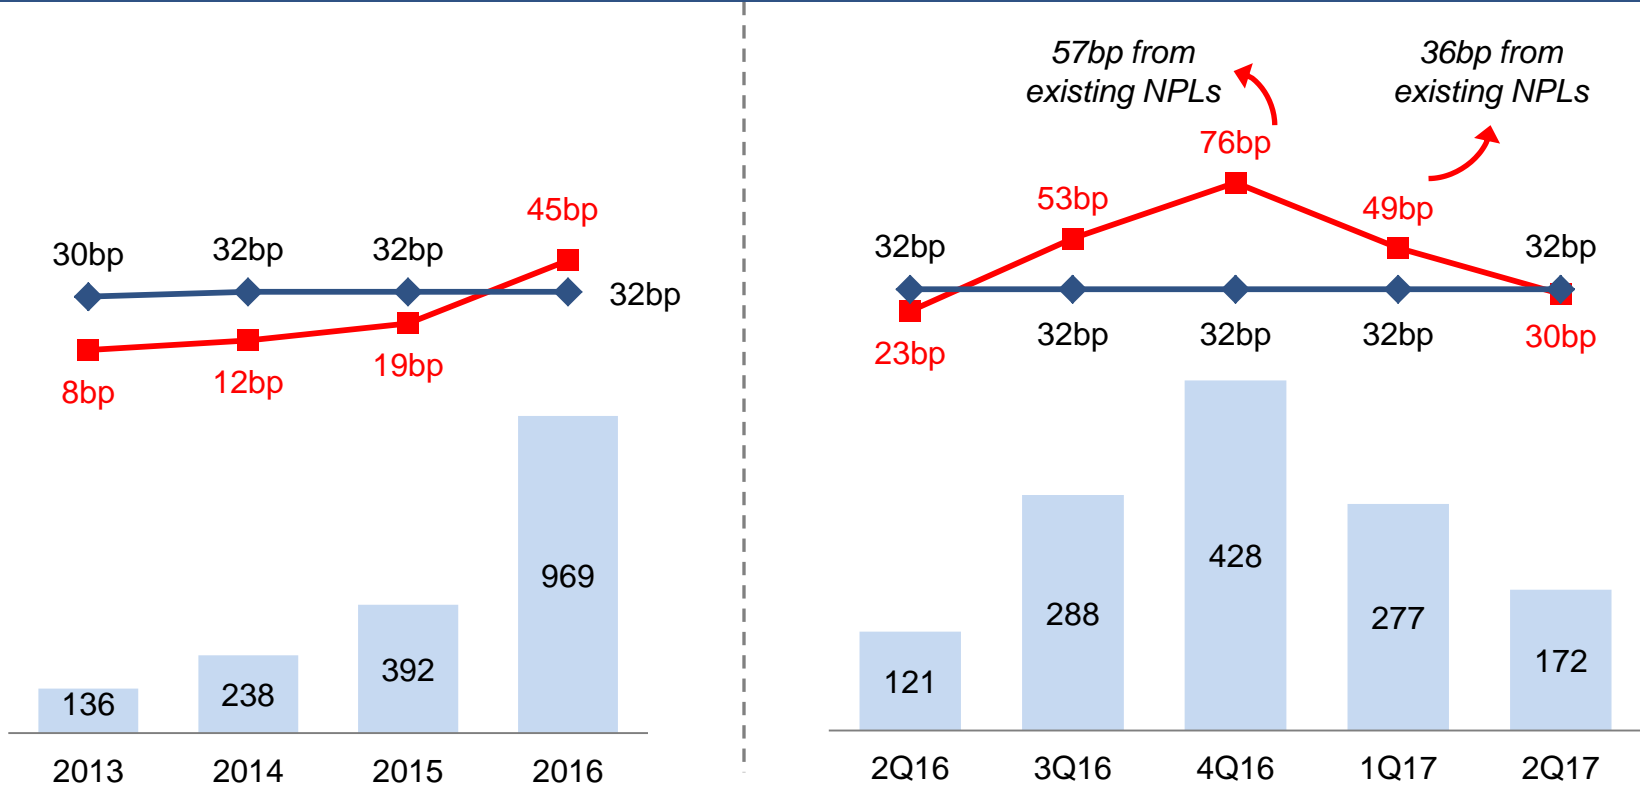 30bp
32bp
32bp
45bp
32bp
8bp
12bp
19bp
136
238
392
969
2013
2014
2015
2016
57bp from
existing NPLs
36bp from
existing NPLs
76bp
53bp
49bp
32bp
32bp
23bp
32bp
32bp
32bp
30bp
121
288
428
277
172
2Q16
3Q16
4Q16
1Q17
2Q17